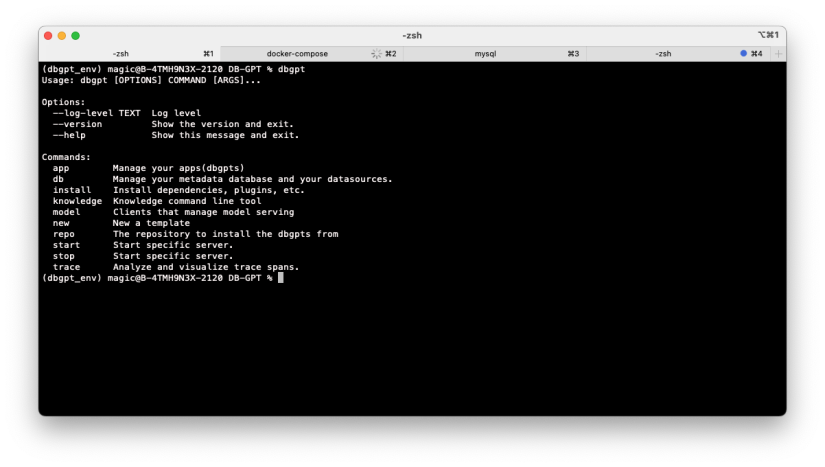 -zsh
⌥⌘1
-zsh ⌘1 docker-compose ⌘2 mysql ⌘3 -zsh ⌘4
(dbgpt_env) magic@B-4TMH9N3X-2120 DB-GPT % dbgpt
Usage: dbgpt [OPTIONS] COMMAND [ARGS]...
Options:
--log-level TEXT  Log level
--version         Show the version and exit.
--help            Show this message and exit.
Commands:
app        Manage your apps(dbgpts)
db         Manage your metadata database and your datasources.
install    Install dependencies, plugins, etc.
knowledge  Knowledge command line tool
model      Clients that manage model serving
new        New a template
repo       The repository to install the dbgpts from
start      Start specific server.
stop       Start specific server.
trace      Analyze and visualize trace spans.
(dbgpt_env) magic@B-4TMH9N3X-2120 DB-GPT %